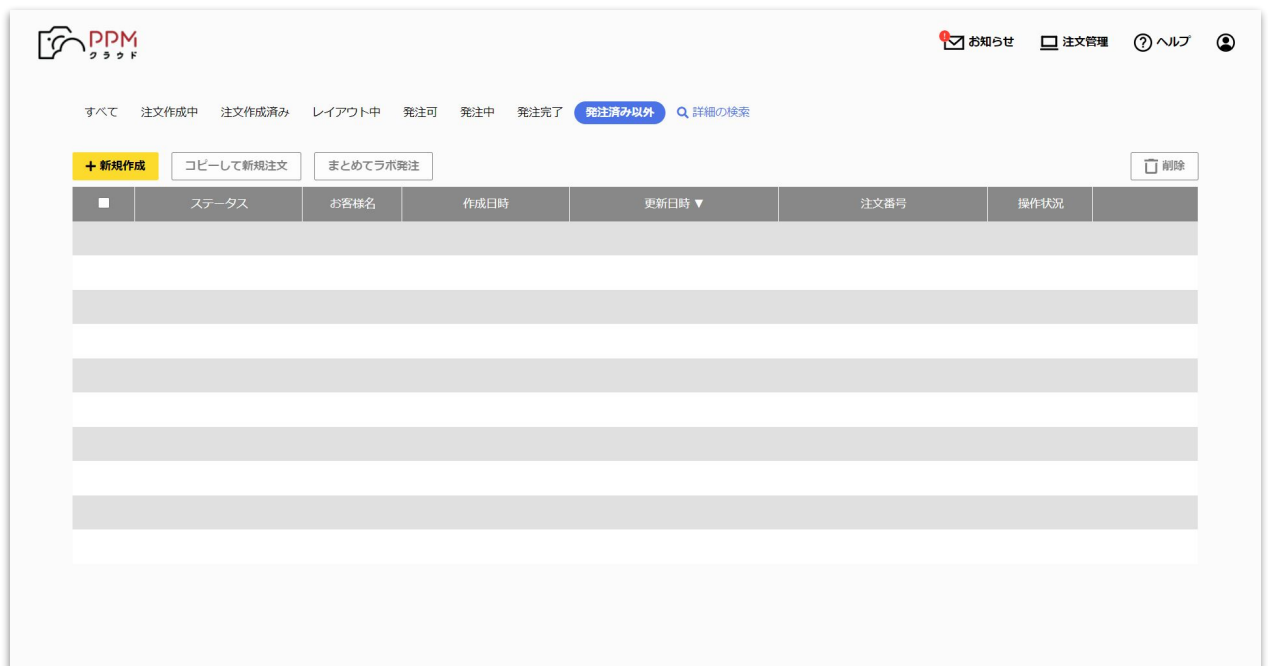 PPM
クラウド
! お知らせ 注文管理 ? ヘルプ
すべて 注文作成中 注文作成済み レイアウト中 発注可 発注中 発注完了 発注済み以外 詳細の検索
+ 新規作成 コピーして新規注文 まとめてラボ発注 削除
ステータス お客様名 作成日時 更新日時 ▼ 注文番号 操作状況